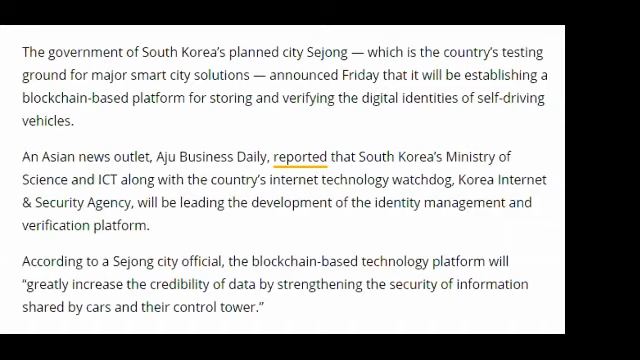 The government of South Korea’s planned city Sejong — which is the country’s testing
ground for major smart city solutions — announced Friday that it will be establishing a
blockchain-based platform for storing and verifying the digital identities of self-driving
vehicles.
An Asian news outlet, Aju Business Daily, reported that South Korea’s Ministry of
Science and ICT along with the country’s internet technology watchdog, Korea Internet
& Security Agency, will be leading the development of the identity management and
verification platform.
According to a Sejong city official, the blockchain-based technology platform will
“greatly increase the credibility of data by strengthening the security of information
shared by cars and their control tower.”